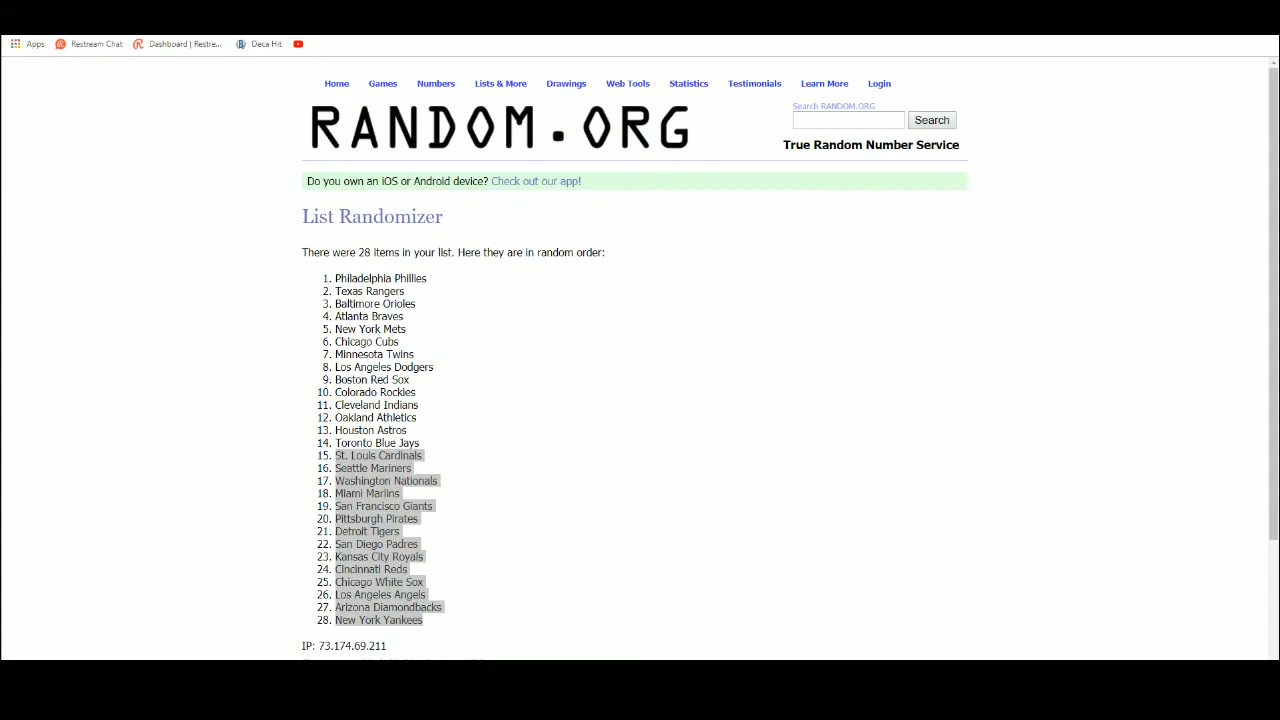 Apps Restream Chat Dashboard | Restre... Deca Hit
Home Games Numbers Lists & More Drawings Web Tools Statistics Testimonials Learn More Login
RANDOM.ORG
Search RANDOM.ORG
Search
True Random Number Service
Do you own an iOS or Android device? Check out our app!
List Randomizer
There were 28 items in your list. Here they are in random order:
1. Philadelphia Phillies
2. Texas Rangers
3. Baltimore Orioles
4. Atlanta Braves
5. New York Mets
6. Chicago Cubs
7. Minnesota Twins
8. Los Angeles Dodgers
9. Boston Red Sox
10. Colorado Rockies
11. Cleveland Indians
12. Oakland Athletics
13. Houston Astros
14. Toronto Blue Jays
15. St. Louis Cardinals
16. Seattle Mariners
17. Washington Nationals
18. Miami Marlins
19. San Francisco Giants
20. Pittsburgh Pirates
21. Detroit Tigers
22. San Diego Padres
23. Kansas City Royals
24. Cincinnati Reds
25. Chicago White Sox
26. Los Angeles Angels
27. Arizona Diamondbacks
28. New York Yankees
IP: 73.174.69.211